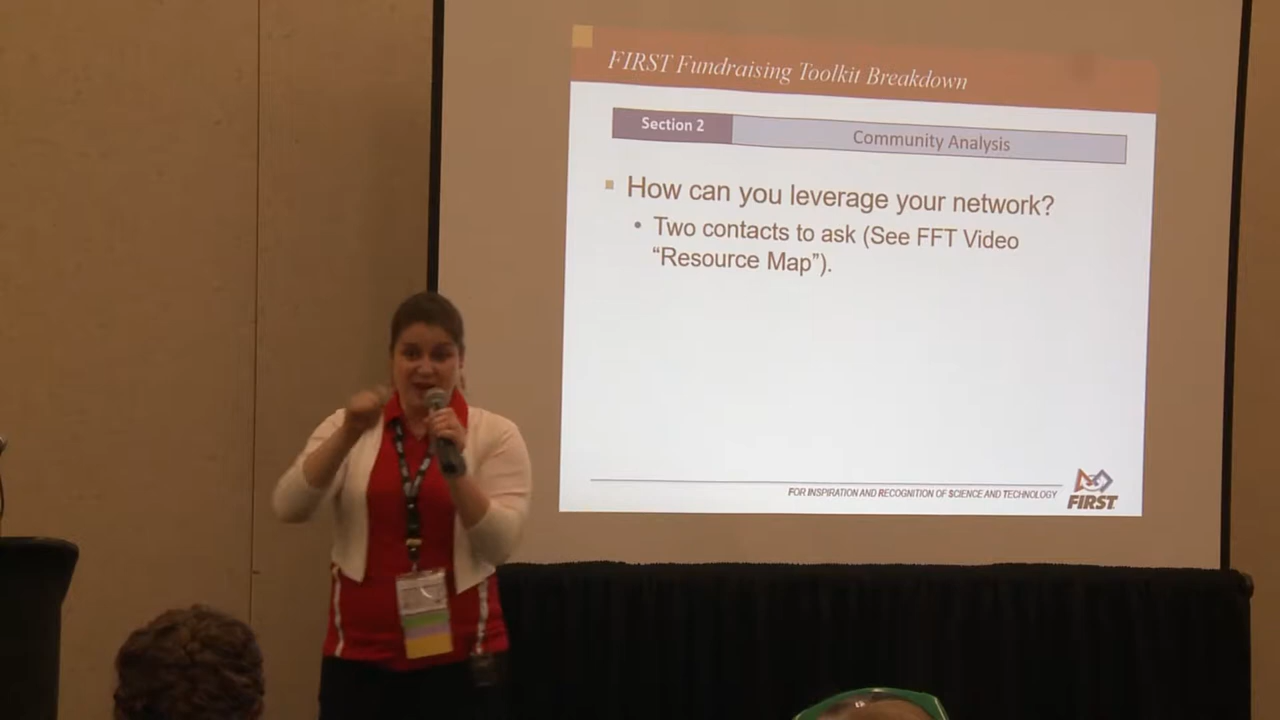 FIRST Fundraising Toolkit Breakdown
Section 2
Community Analysis
How can you leverage your network?
Two contacts to ask (See FFT Video
“Resource Map”).
FOR INSPIRATION AND RECOGNITION OF SCIENCE AND TECHNOLOGY
FIRST